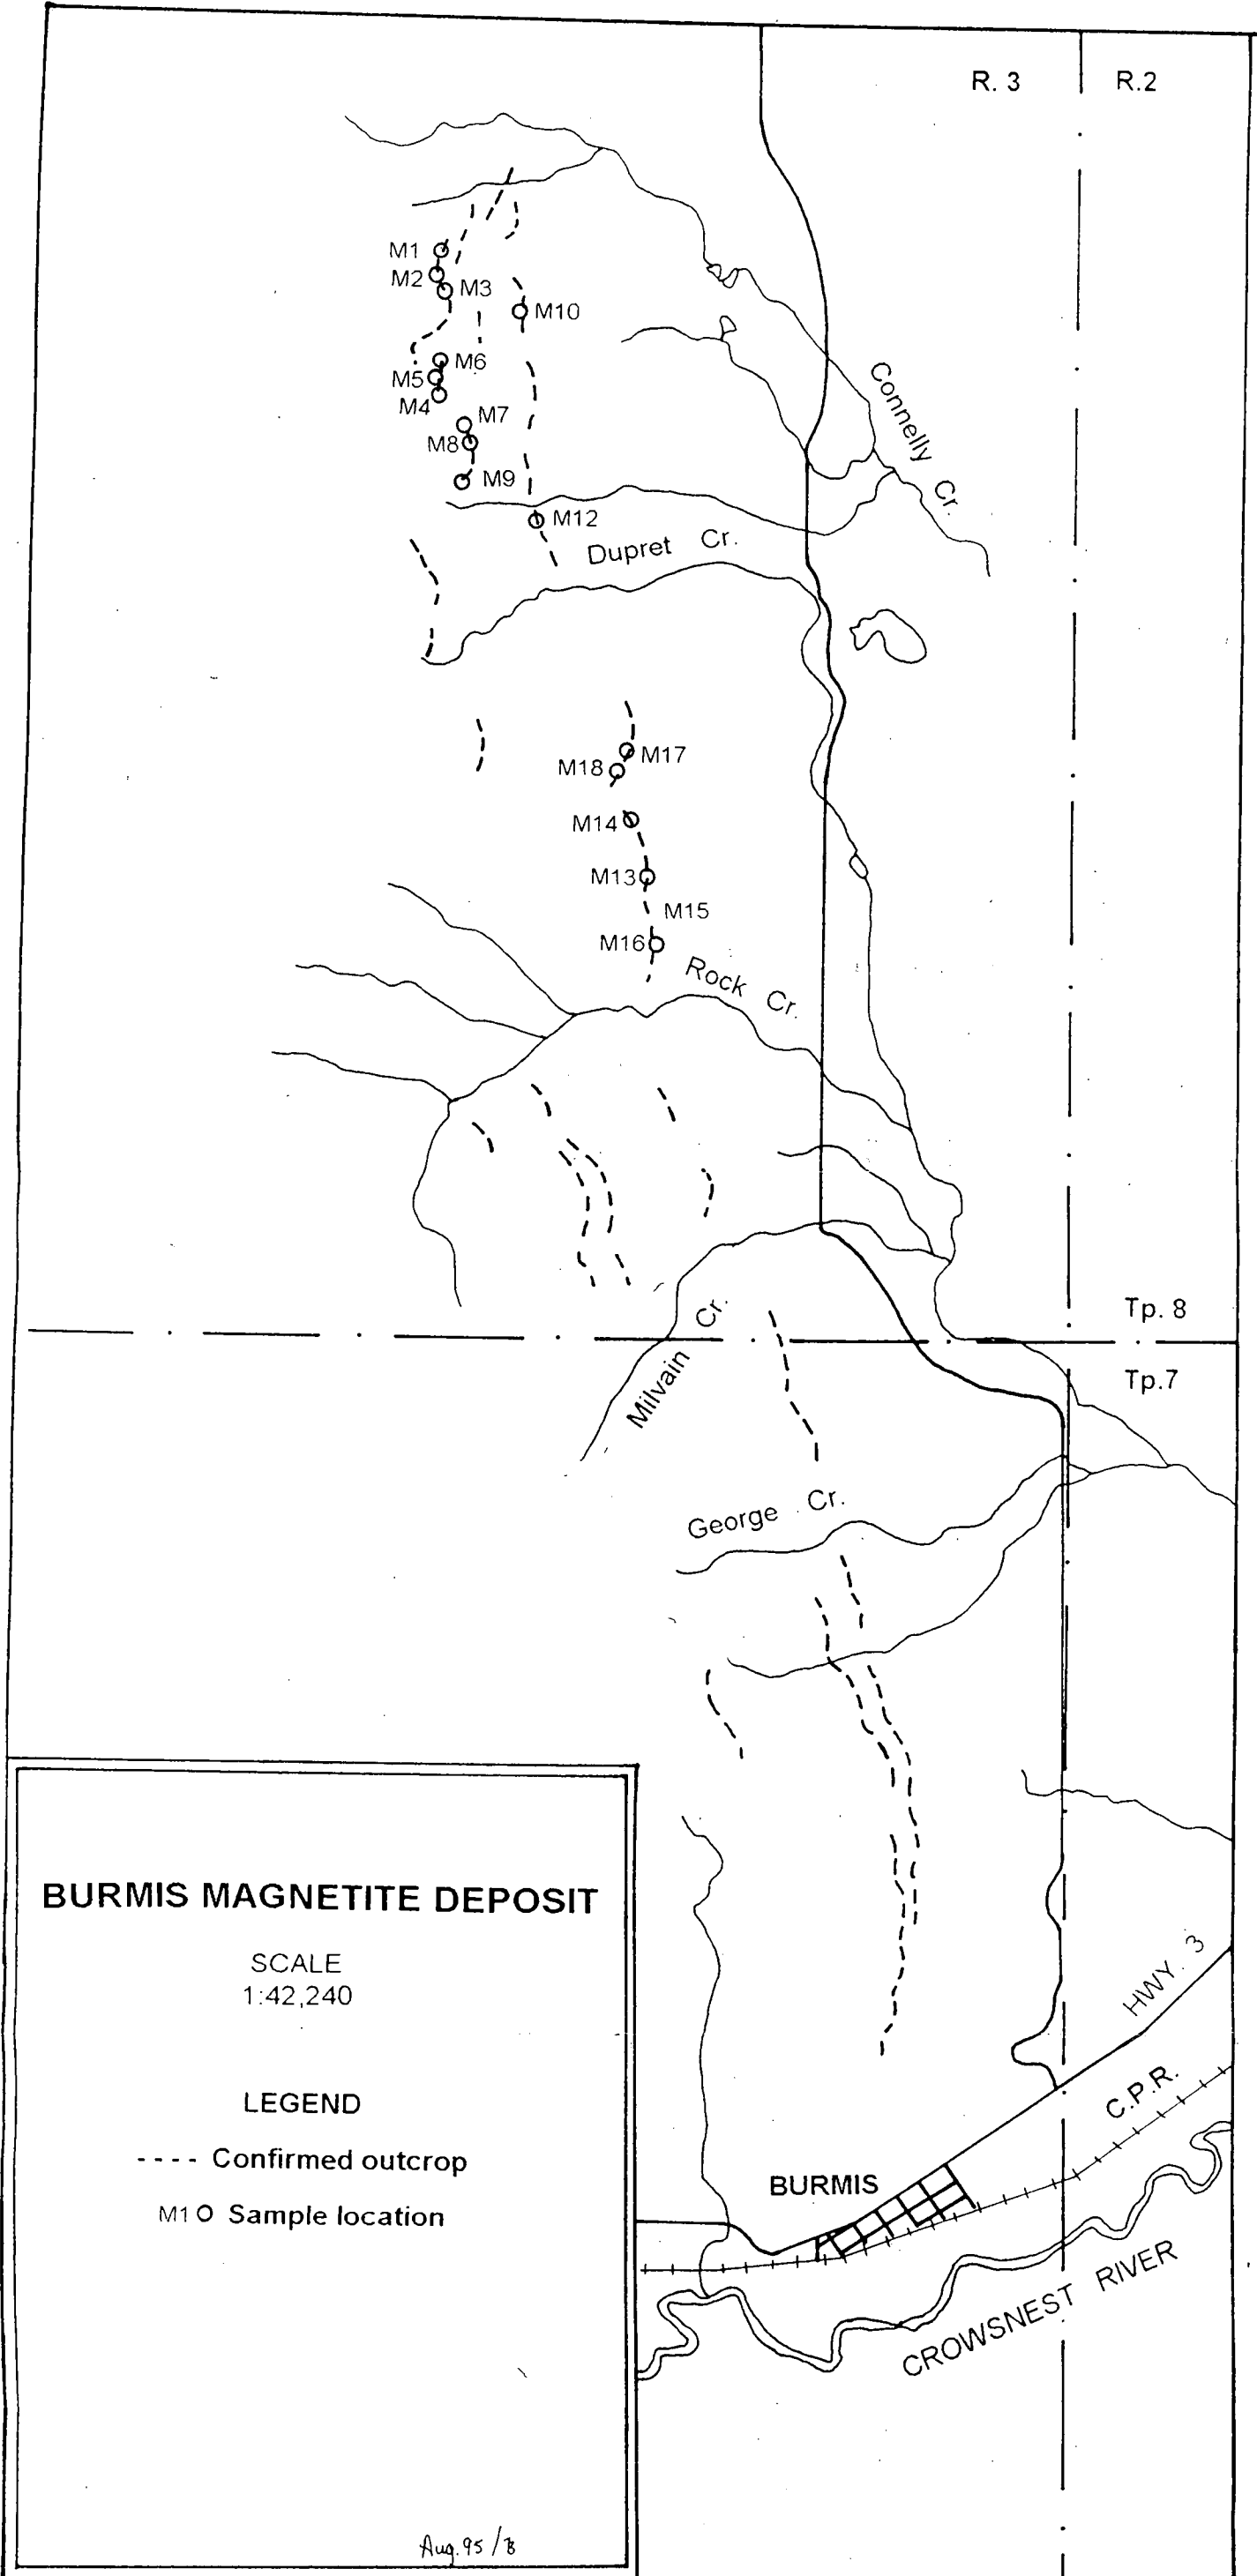 R. 3
R.2
M1
M2
M3
M10
M6
M5
M4
M7
M8
M9
M12
Connelly Cr.
Dupret Cr.
M17
M18
M14
M13
M15
M16
Rock Cr.
Tp. 8
Milvain Cr.
Tp.7
George Cr.
BURMIS MAGNETITE DEPOSIT
SCALE
1:42,240
LEGEND
---- Confirmed outcrop
M1 O Sample location
HWY. 3
C.P.R.
BURMIS
CROWSNEST RIVER
Aug. 95 /